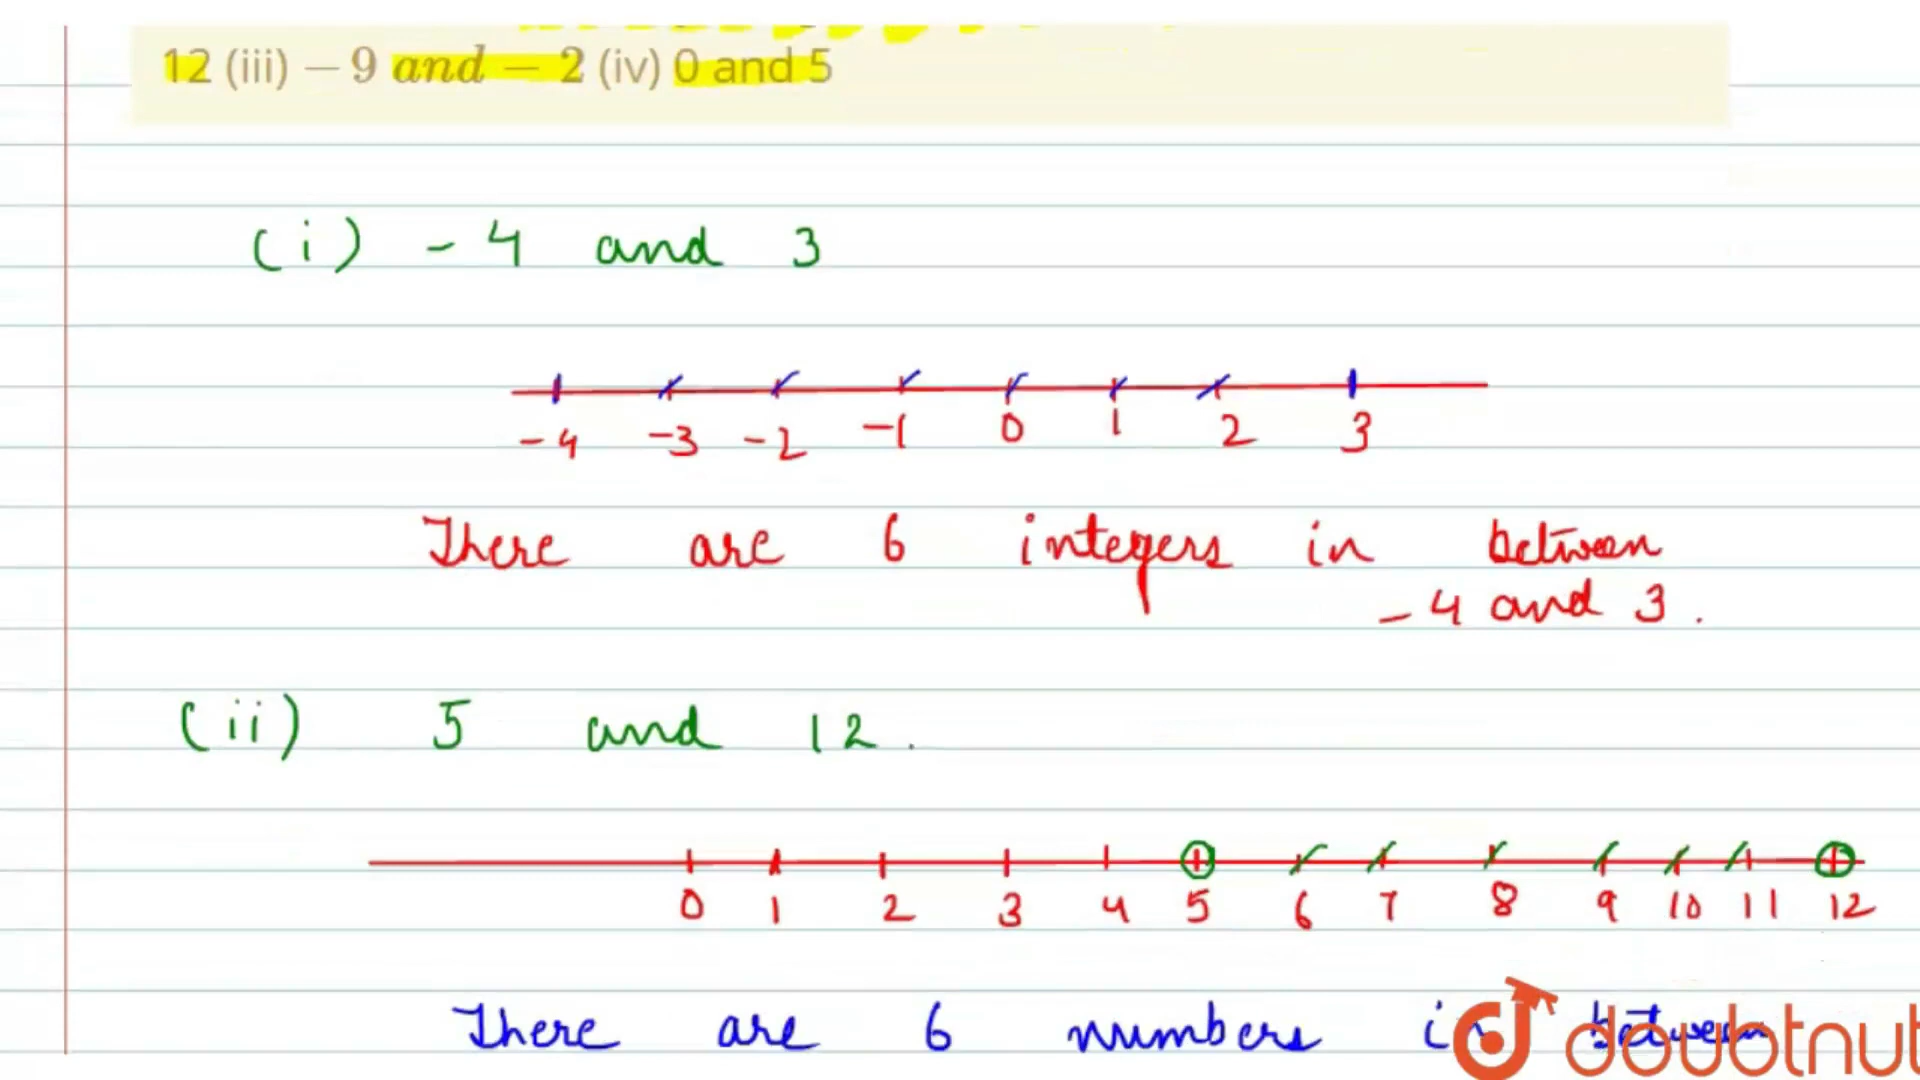 12 (iii) −9 and −2 (iv) 0 and 5
(i) -4 and 3
-4 -3 -2 -1 0 1 2 3
There are 6 integers in between
-4 and 3.
(ii) 5 and 12.
0 1 2 3 4 5 6 7 8 9 10 11 12
There are 6 numbers in between
doubtnut